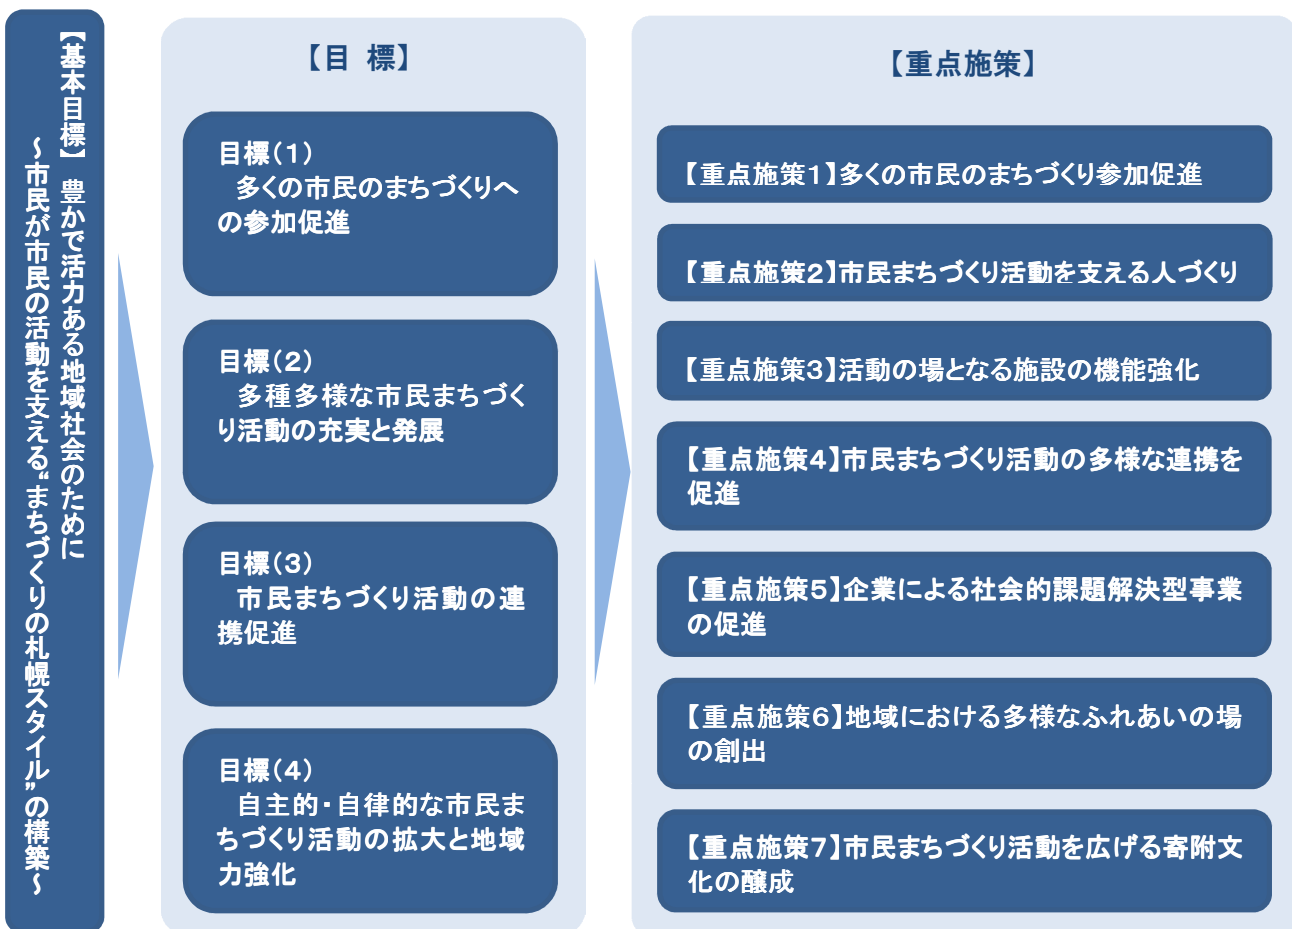 【基本目標】豊かで活力ある地域社会のために
～市民が市民の活動を支える“まちづくりの札幌スタイル”の構築～
【目 標】
目標(1)
多くの市民のまちづくりへ
の参加促進
目標(2)
多種多様な市民まちづく
り活動の充実と発展
目標(3)
市民まちづくり活動の連
携促進
目標(4)
自主的・自律的な市民ま
ちづくり活動の拡大と地域
力強化
【重点施策】
【重点施策1】多くの市民のまちづくり参加促進
【重点施策2】市民まちづくり活動を支える人づくり
【重点施策3】活動の場となる施設の機能強化
【重点施策4】市民まちづくり活動の多様な連携を
促進
【重点施策5】企業による社会的課題解決型事業
の促進
【重点施策6】地域における多様なふれあいの場
の創出
【重点施策7】市民まちづくり活動を広げる寄附文
化の醸成